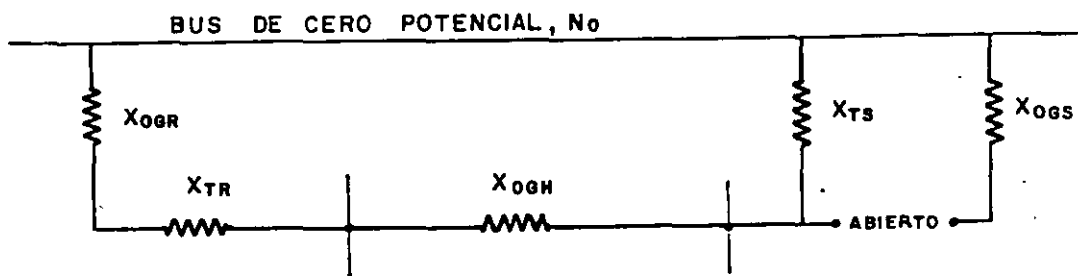 BUS DE CERO POTENCIAL, No
XOGR
XTS
XOGS
XTR
XOGH
ABIERTO